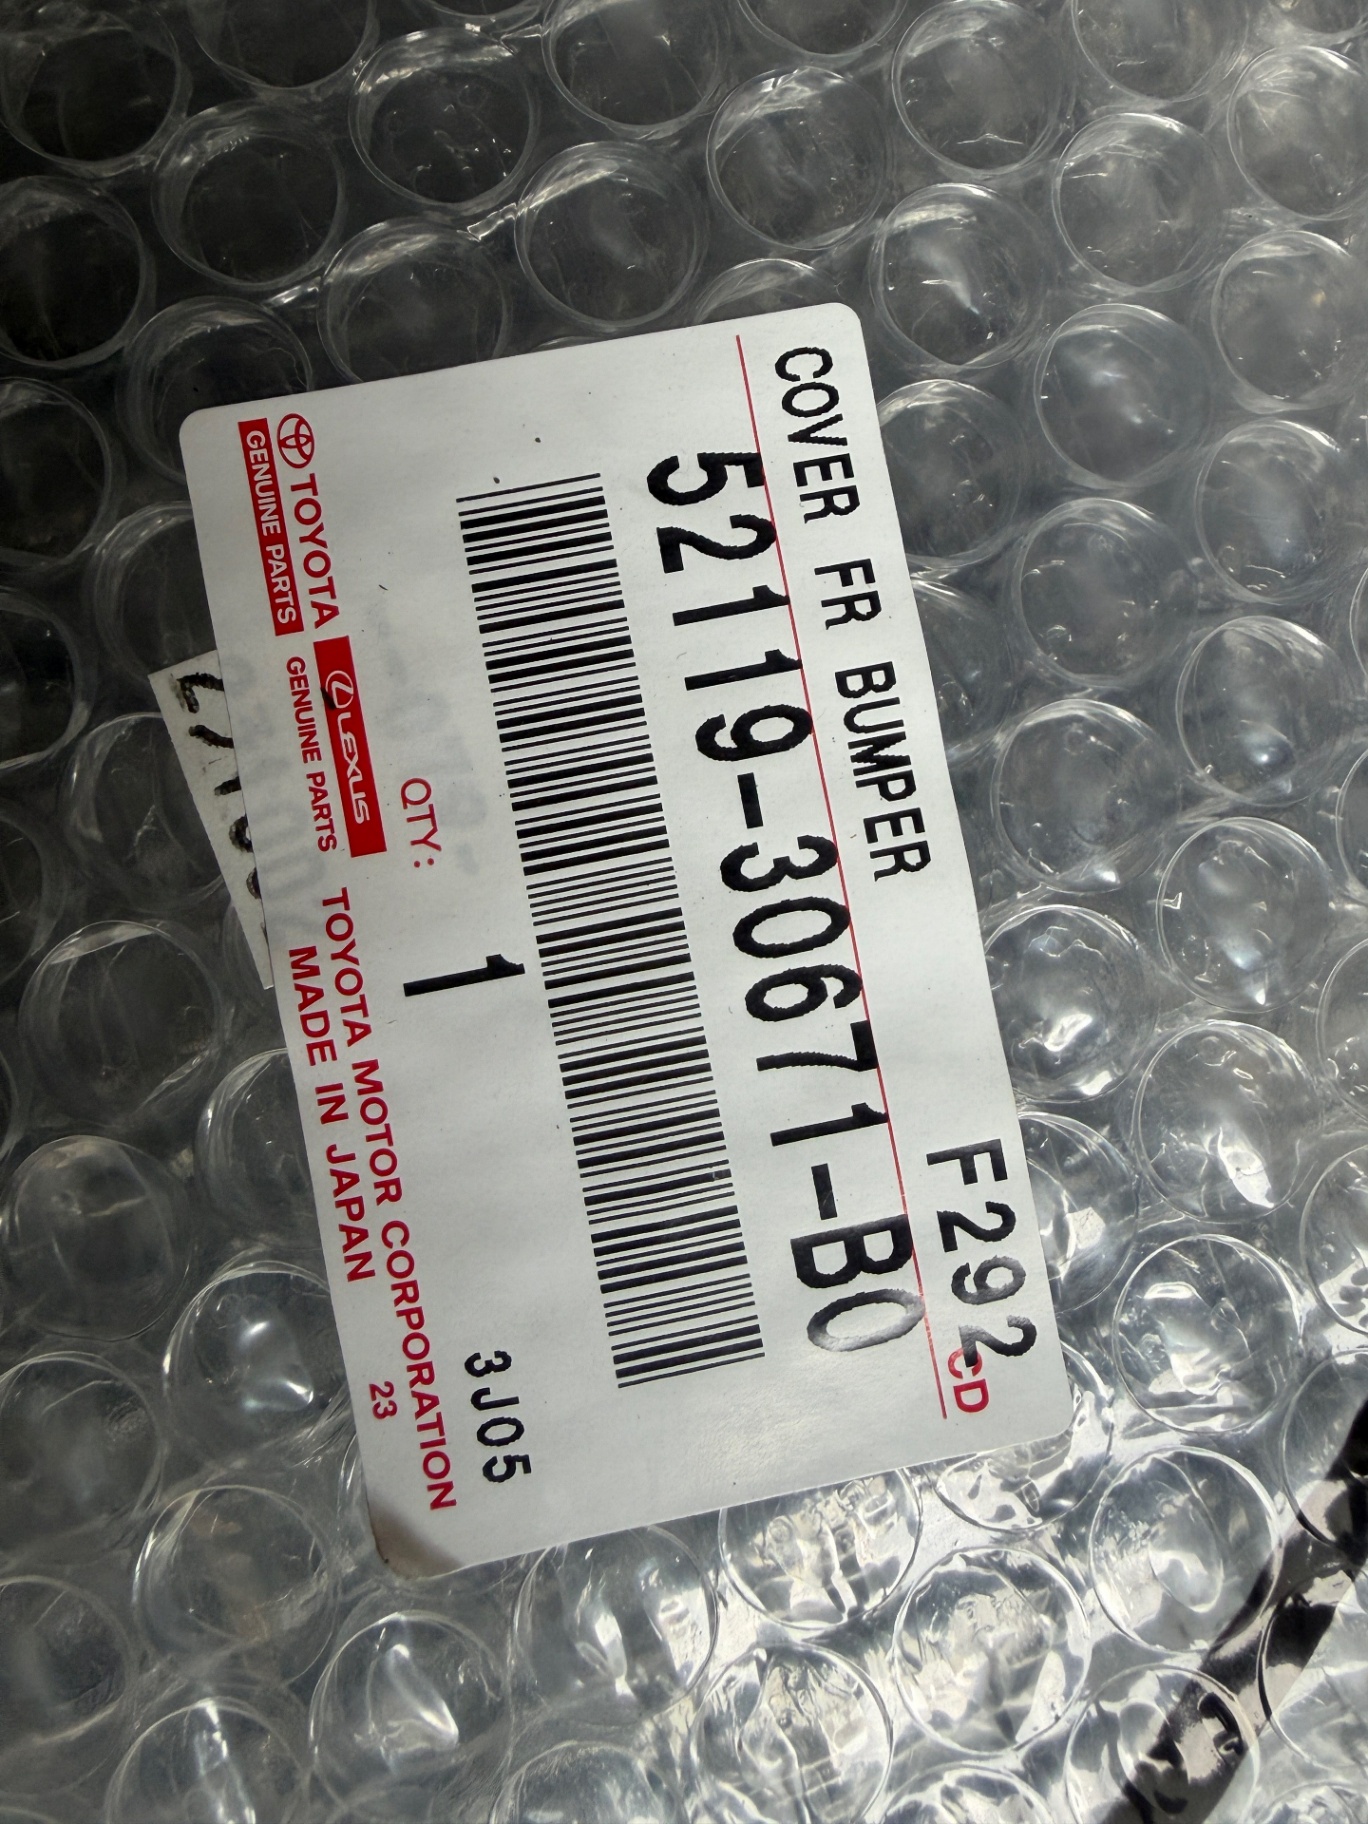 COVER FR BUMPER
F292
CD
52119-30671-B0
QTY:
1
3J05
TOYOTA
GENUINE PARTS
LEXUS
GENUINE PARTS
TOYOTA MOTOR CORPORATION
MADE IN JAPAN
23